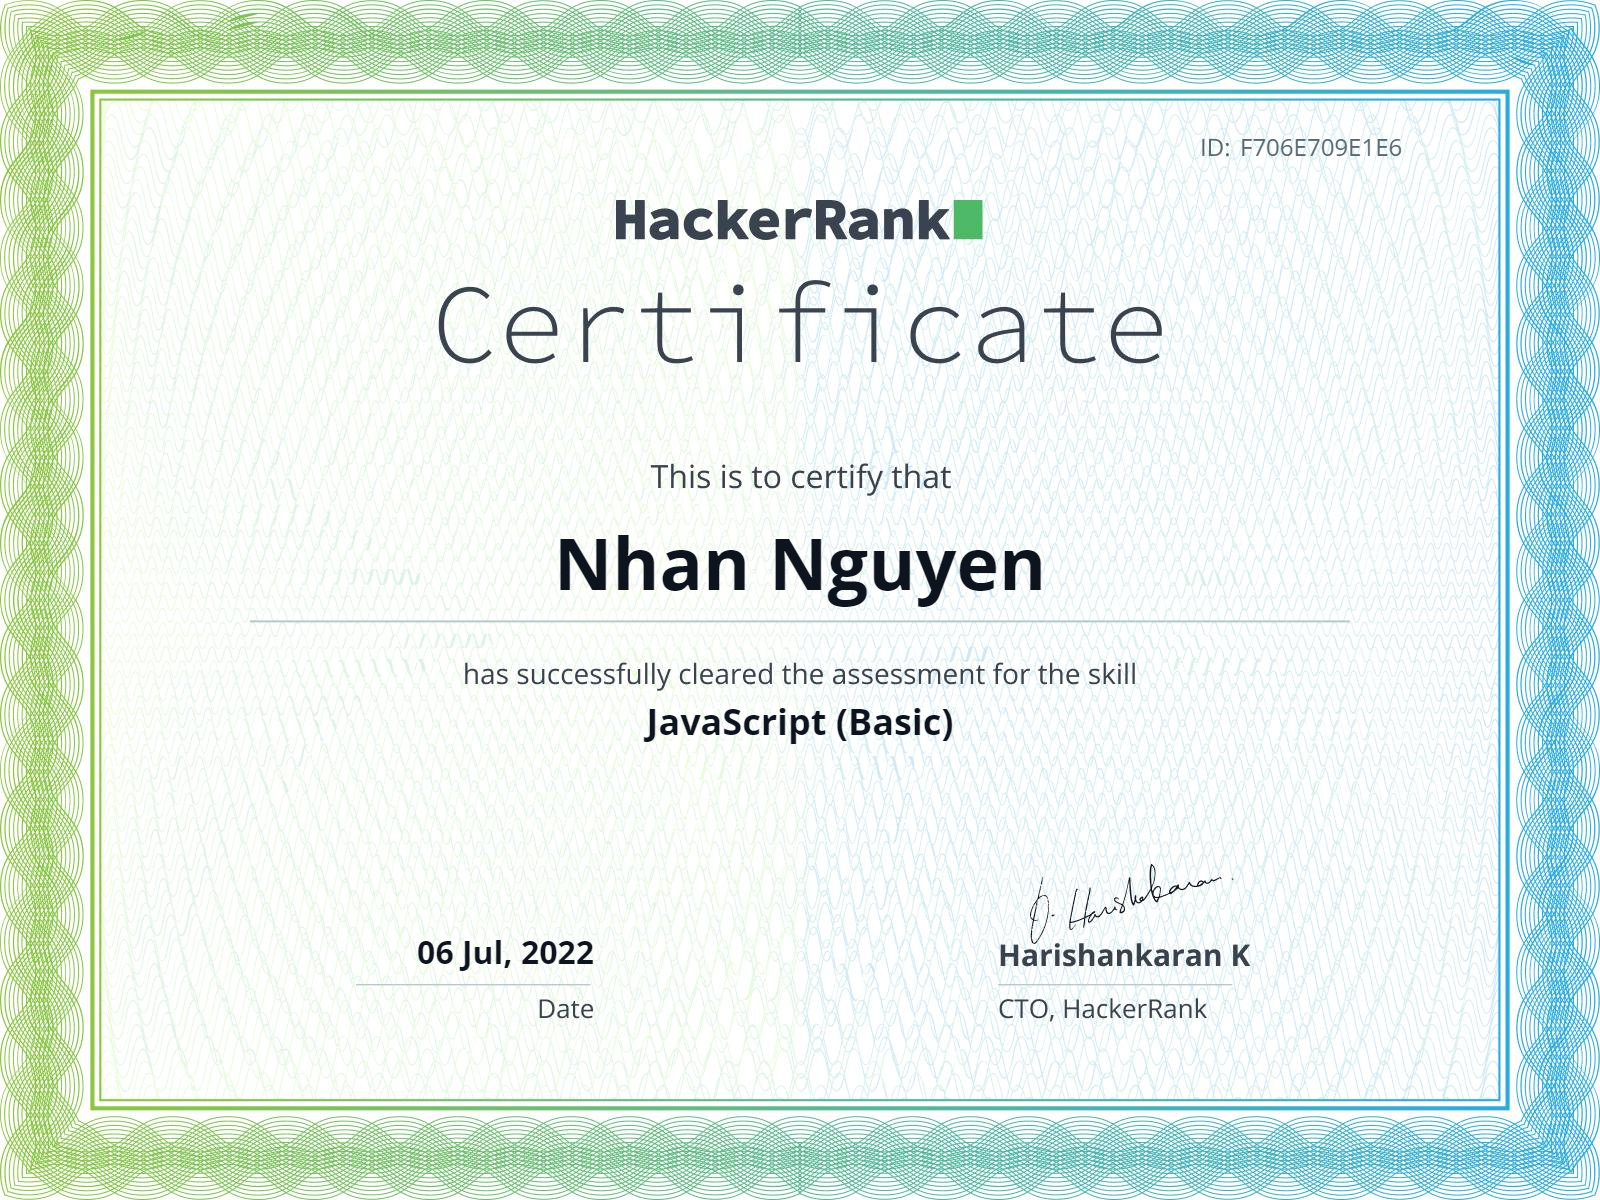 ID: F706E709E1E6
HackerRank
Certificate
This is to certify that
Nhan Nguyen
has successfully cleared the assessment for the skill
JavaScript (Basic)
J. Harishankaran
06 Jul, 2022
Harishankaran K
Date
CTO, HackerRank